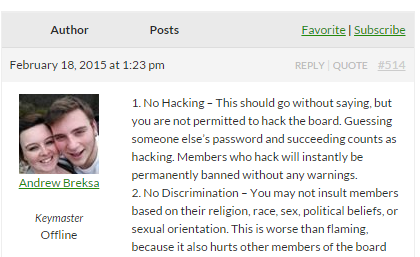 Author Posts Favorite | Subscribe
February 18, 2015 at 1:23 pm REPLY | QUOTE #514
1. No Hacking – This should go without saying, but
you are not permitted to hack the board. Guessing
someone else's password and succeeding counts as
hacking. Members who hack will instantly be
permanently banned without any warnings.
2. No Discrimination – You may not insult members
based on their religion, race, sex, political beliefs, or
sexual orientation. This is worse than flaming,
because it also hurts other members of the board
Andrew Breksa
Keymaster
Offline